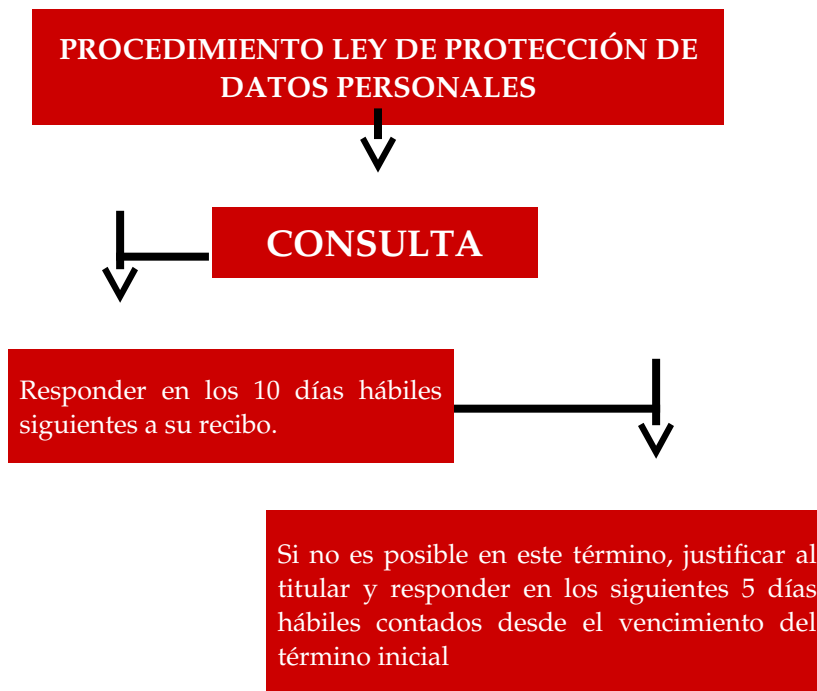 PROCEDIMIENTO LEY DE PROTECCIÓN DE
DATOS PERSONALES
CONSULTA
Responder en los 10 días hábiles
siguientes a su recibo.
Si no es posible en este término, justificar al
titular y responder en los siguientes 5 días
hábiles contados desde el vencimiento del
término inicial